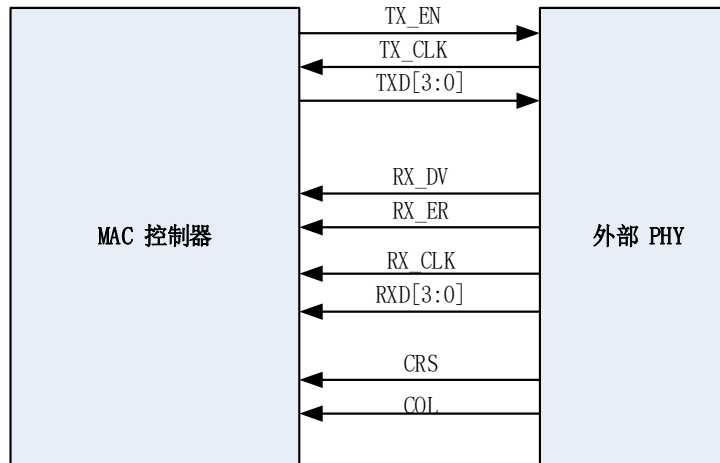 TX_EN
TX_CLK
TXD[3:0]
RX_DV
RX_ER
MAC 控制器
外部 PHY
RX_CLK
RXD[3:0]
CRS
COL